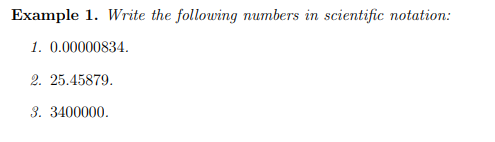 Example 1. Write the following numbers in scientific notation:
1. 0.00000834.
2. 25.45879.
3. 3400000.